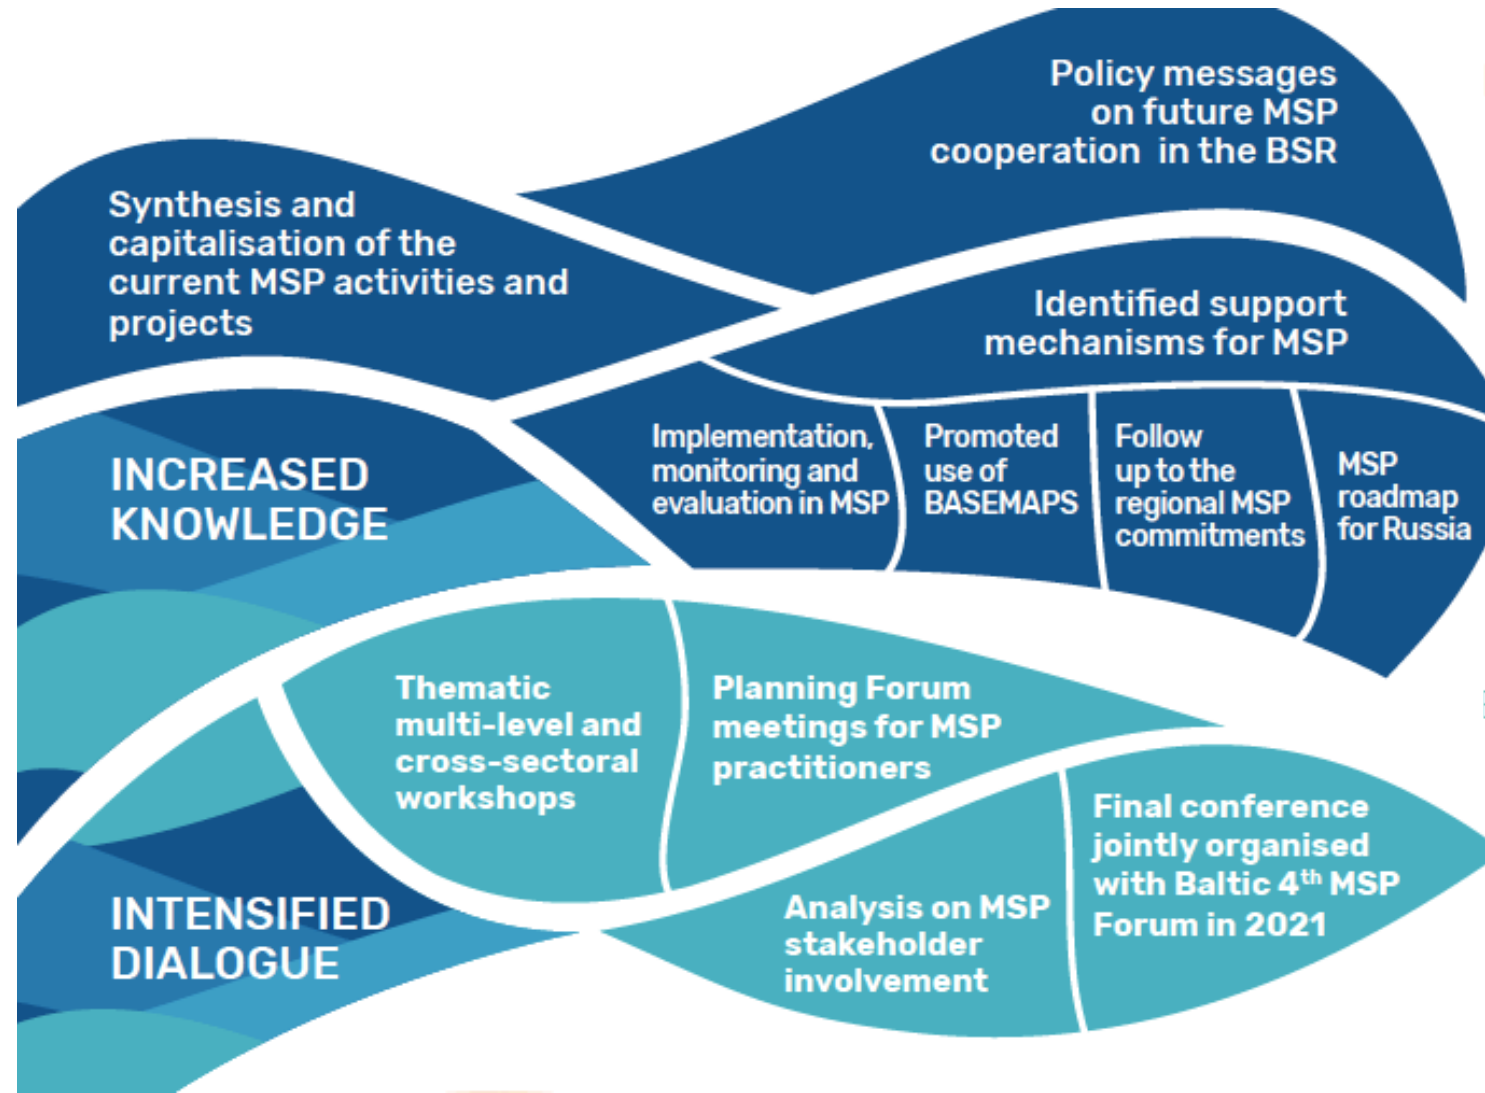 Policy messages
on future MSP
cooperation in the BSR
Synthesis and
capitalisation of the
current MSP activities and
projects
Identified support
mechanisms for MSP
INCREASED
KNOWLEDGE
Implementation,
monitoring and
evaluation in MSP
Promoted
use of
BASEMAPS
Follow
up to the
regional MSP
commitments
MSP
roadmap
for Russia
Thematic
multi-level and
cross-sectoral
workshops
Planning Forum
meetings for MSP
practitioners
INTENSIFIED
DIALOGUE
Analysis on MSP
stakeholder
involvement
Final conference
jointly organised
with Baltic 4th MSP
Forum in 2021